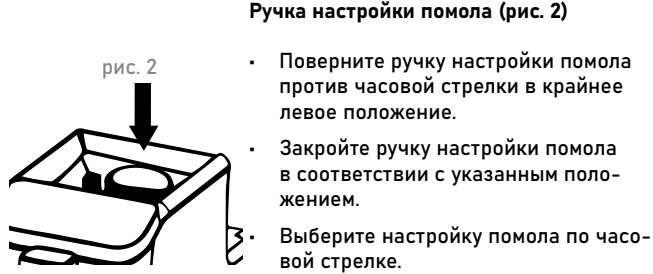 Ручка настройки помола (рис. 2)
рис. 2
· Поверните ручку настройки помола
против часовой стрелки в крайнее
левое положение.
· Закройте ручку настройки помола
в соответствии с указанным поло-
жением.
· Выберите настройку помола по часо-
вой стрелке.